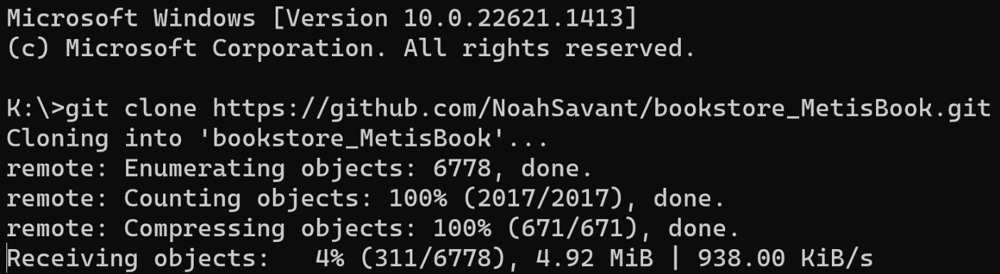 Microsoft Windows [Version 10.0.22621.1413]
(c) Microsoft Corporation. All rights reserved.
K:\>git clone https://github.com/NoahSavant/bookstore_MetisBook.git
Cloning into 'bookstore_MetisBook'...
remote: Enumerating objects: 6778, done.
remote: Counting objects: 100% (2017/2017), done.
remote: Compressing objects: 100% (671/671), done.
Receiving objects:   4% (311/6778), 4.92 MiB | 938.00 KiB/s